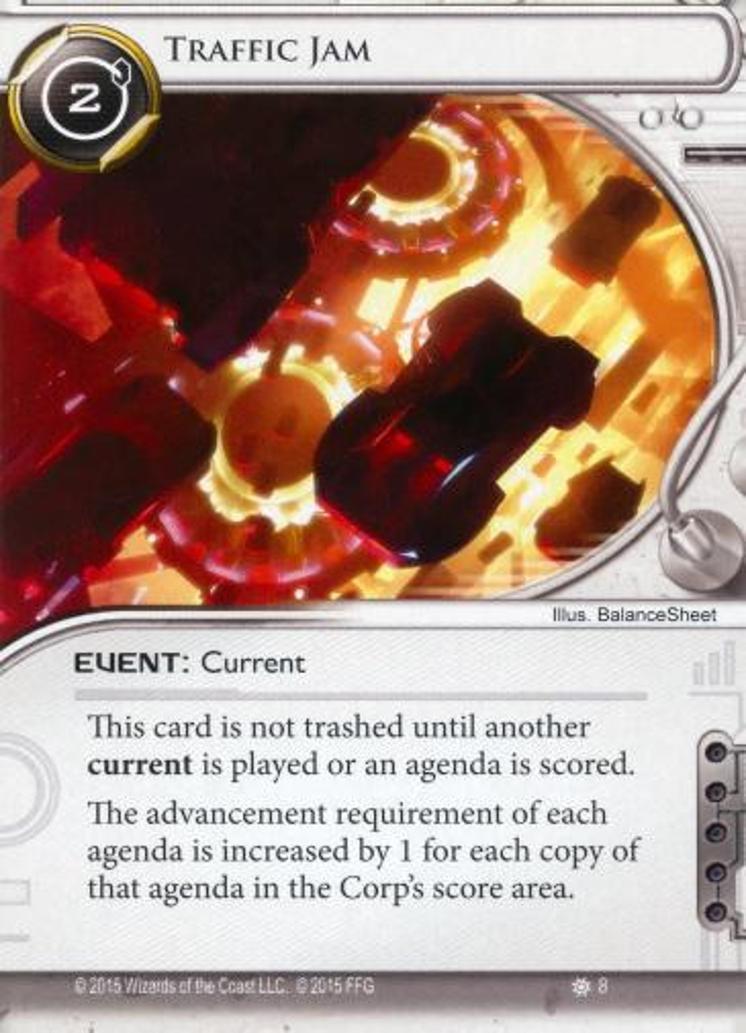 TRAFFIC JAM
2
Illus. BalanceSheet
EVENT: Current
This card is not trashed until another
current is played or an agenda is scored.
The advancement requirement of each
agenda is increased by 1 for each copy of
that agenda in the Corp's score area.
© 2015 Wizards of the Coast LLC. © 2015 FFG
8